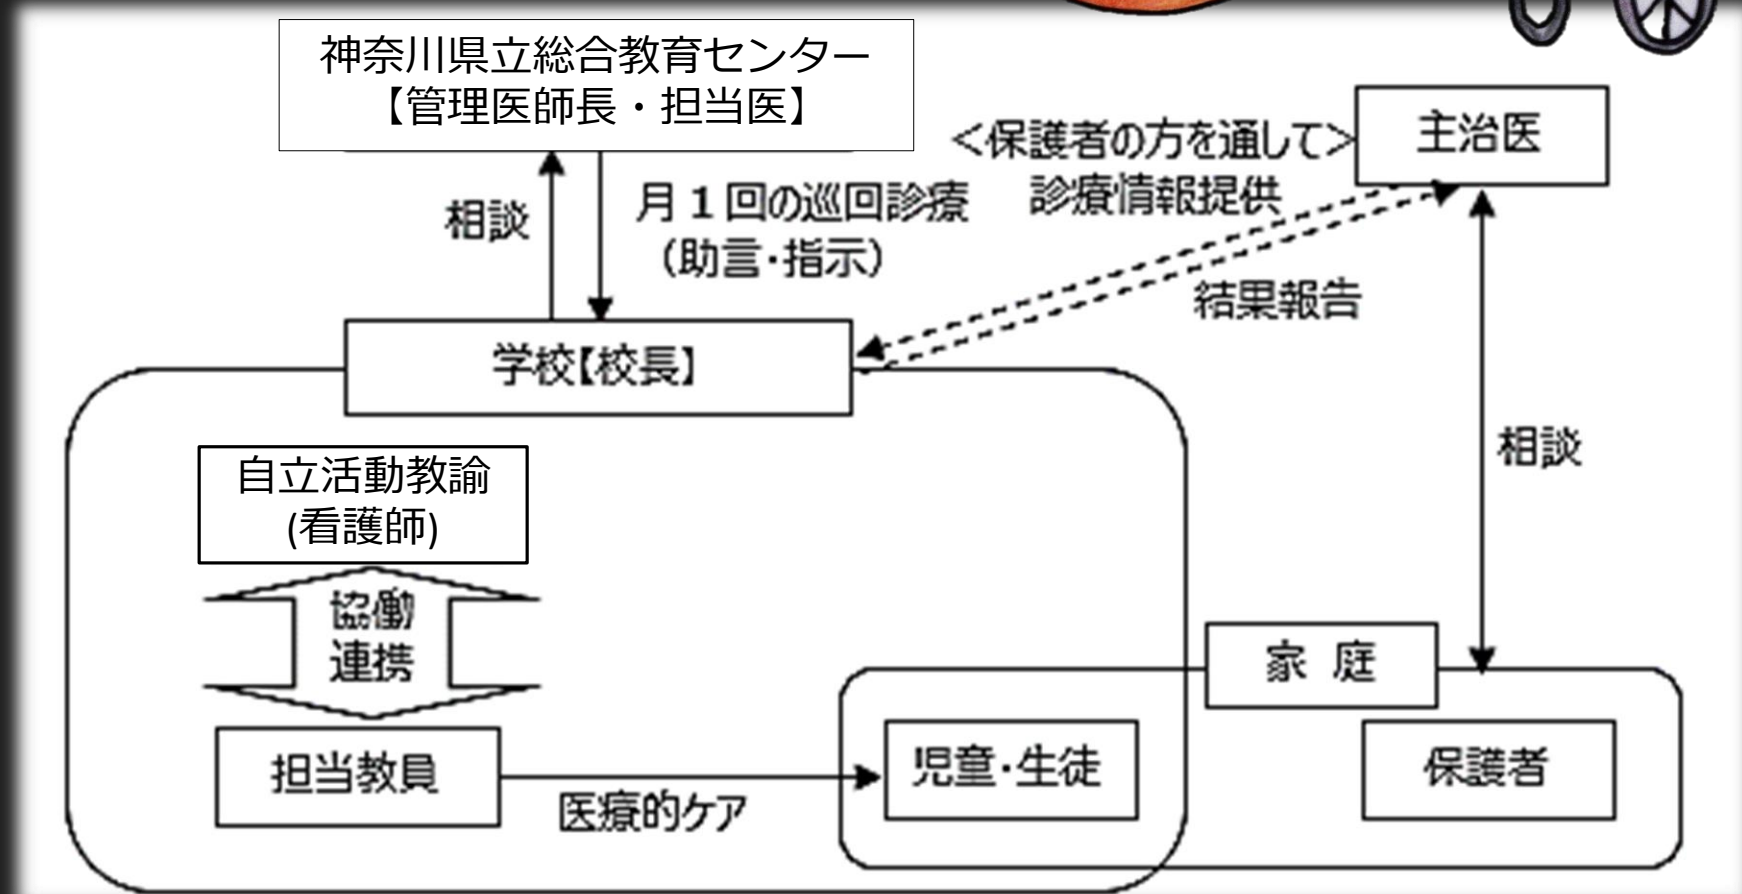 神奈川県立総合教育センター
【管理医師長・担当医】
主治医
<保護者の方を通して>
診療情報提供
相談
月1回の巡回診療
(助言・指示)
結果報告
学校【校長】
相談
自立活動教諭
(看護師)
協働
連携
家 庭
担当教員
医療的ケア
児童・生徒
保護者